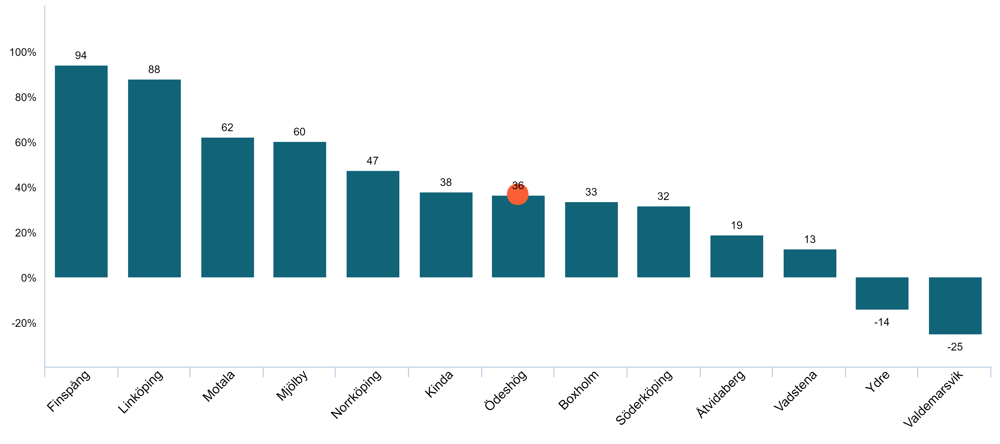 100%
80%
60%
40%
20%
0%
-20%
94
88
62
60
47
38
36
33
32
19
13
-14
-25
Finspång
Linköping
Motala
Mjölby
Norrköping
Kinda
Ödeshög
Boxholm
Söderköping
Åtvidaberg
Vadstena
Ydre
Valdemarsvik